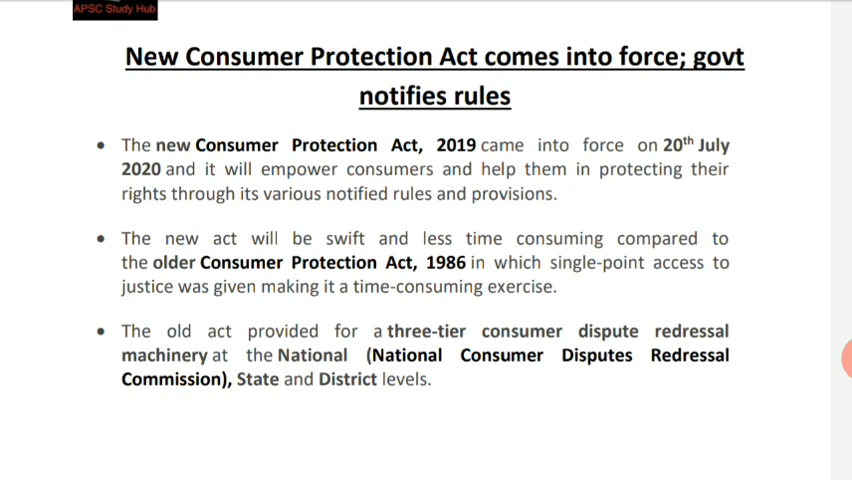 APSC Study Hub
New Consumer Protection Act comes into force; govt
notifies rules
• The new Consumer Protection Act, 2019 came into force on 20th July
2020 and it will empower consumers and help them in protecting their
rights through its various notified rules and provisions.
• The new act will be swift and less time consuming compared to
the older Consumer Protection Act, 1986 in which single-point access to
justice was given making it a time-consuming exercise.
• The old act provided for a three-tier consumer dispute redressal
machinery at the National (National Consumer Disputes Redressal
Commission), State and District levels.